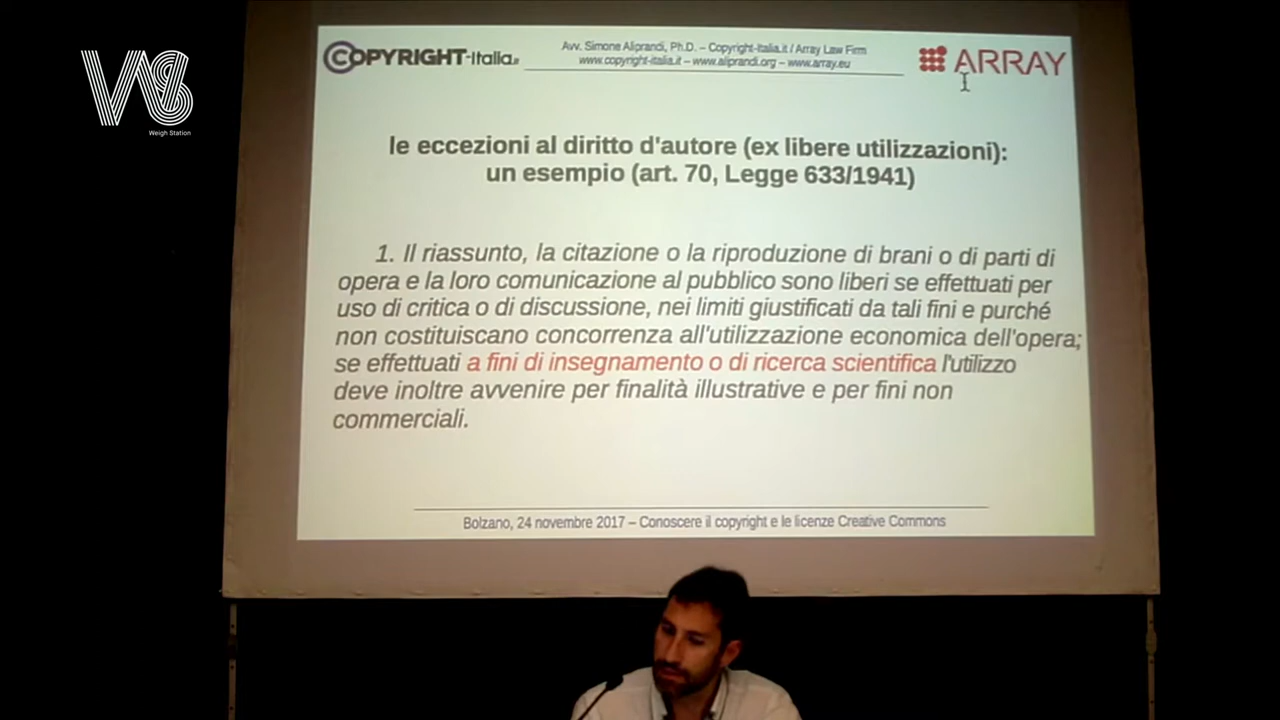 WS
Weigh Station
COPYRIGHT-Italia.it
Avv. Simone Aliprandi, Ph.D. – Copyright-Italia.it / Array Law Firm
www.copyright-italia.it – www.aliprandi.org – www.array.eu
ARRAY
le eccezioni al diritto d'autore (ex libere utilizzazioni):
un esempio (art. 70, Legge 633/1941)
1. Il riassunto, la citazione o la riproduzione di brani o di parti di
opera e la loro comunicazione al pubblico sono liberi se effettuati per
uso di critica o di discussione, nei limiti giustificati da tali fini e purché
non costituiscano concorrenza all'utilizzazione economica dell'opera;
se effettuati a fini di insegnamento o di ricerca scientifica l'utilizzo
deve inoltre avvenire per finalità illustrative e per fini non
commerciali.
Bolzano, 24 novembre 2017 – Conoscere il copyright e le licenze Creative Commons